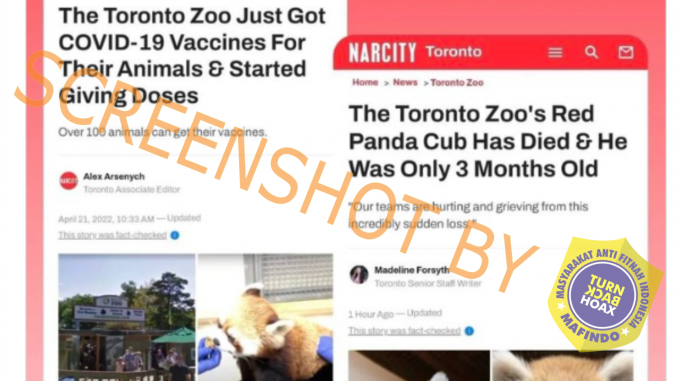 The Toronto Zoo Just Got
COVID-19 Vaccines For
Their Animals & Started
Giving Doses
Over 100 animals can get their vaccines.
NARCITY
Alex Arsenych
Toronto Associate Editor
April 21, 2022, 10:33 AM — Updated
This story was fact-checked
NARCITY Toronto
Home > News > Toronto Zoo
The Toronto Zoo's Red
Panda Cub Has Died & He
Was Only 3 Months Old
"Our teams are hurting and grieving from this
incredibly sudden loss."
Madeline Forsyth
Toronto Senior Staff Writer
1 Hour Ago — Updated
This story was fact-checked
SCREENSHOT BY
MASYARAKAT ANTI FITNAH INDONESIA
TURN
BACK
HOAX
MAFINDO